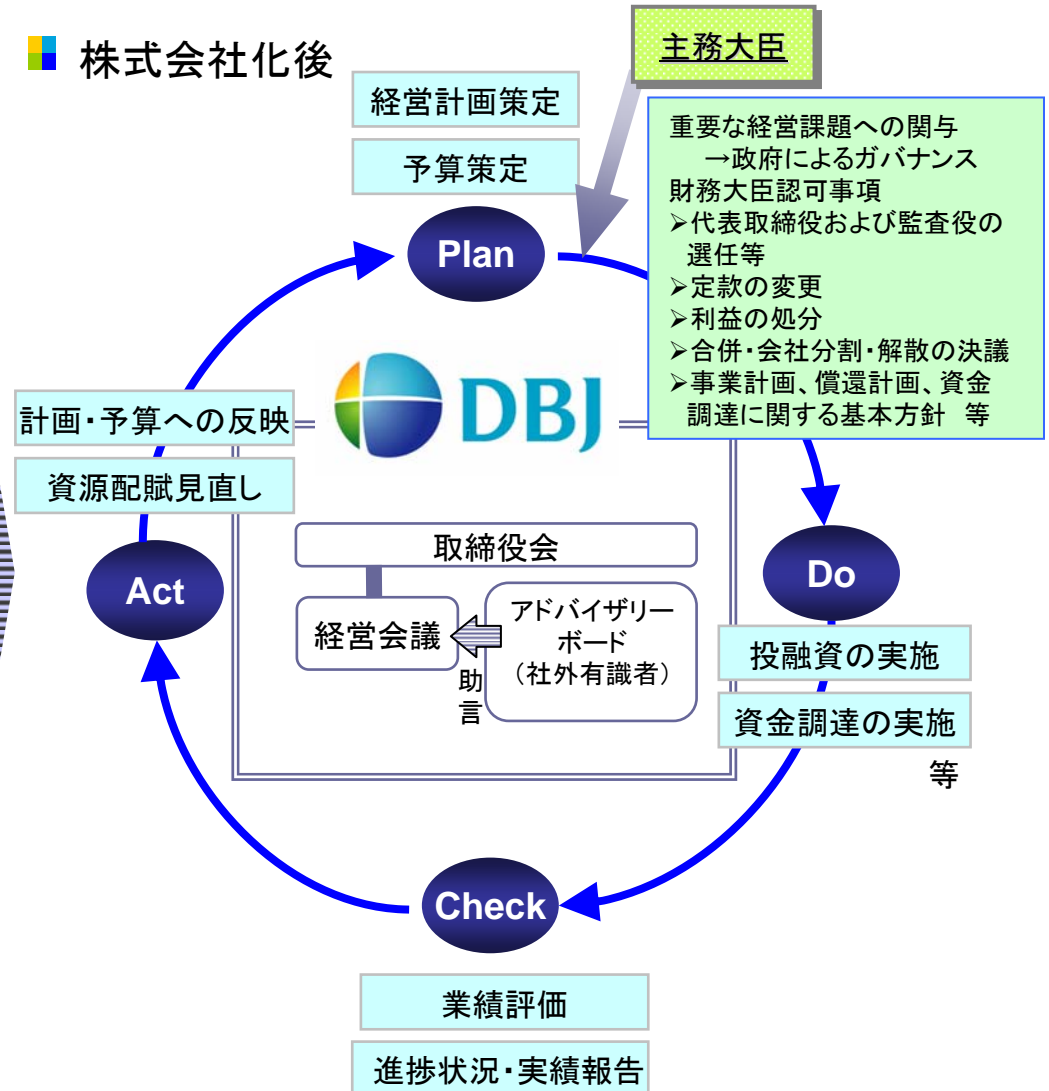 株式会社化後
主務大臣
経営計画策定
予算策定
重要な経営課題への関与
→政府によるガバナンス
財務大臣認可事項
➢代表取締役および監査役の
選任等
➢定款の変更
➢利益の処分
➢合併・会社分割・解散の決議
➢事業計画、償還計画、資金
調達に関する基本方針 等
Plan
DBJ
計画・予算への反映
資源配賦見直し
取締役会
Act
Do
経営会議
アドバイザリー
ボード
（社外有識者）
助
言
投融資の実施
資金調達の実施
等
Check
業績評価
進捗状況・実績報告